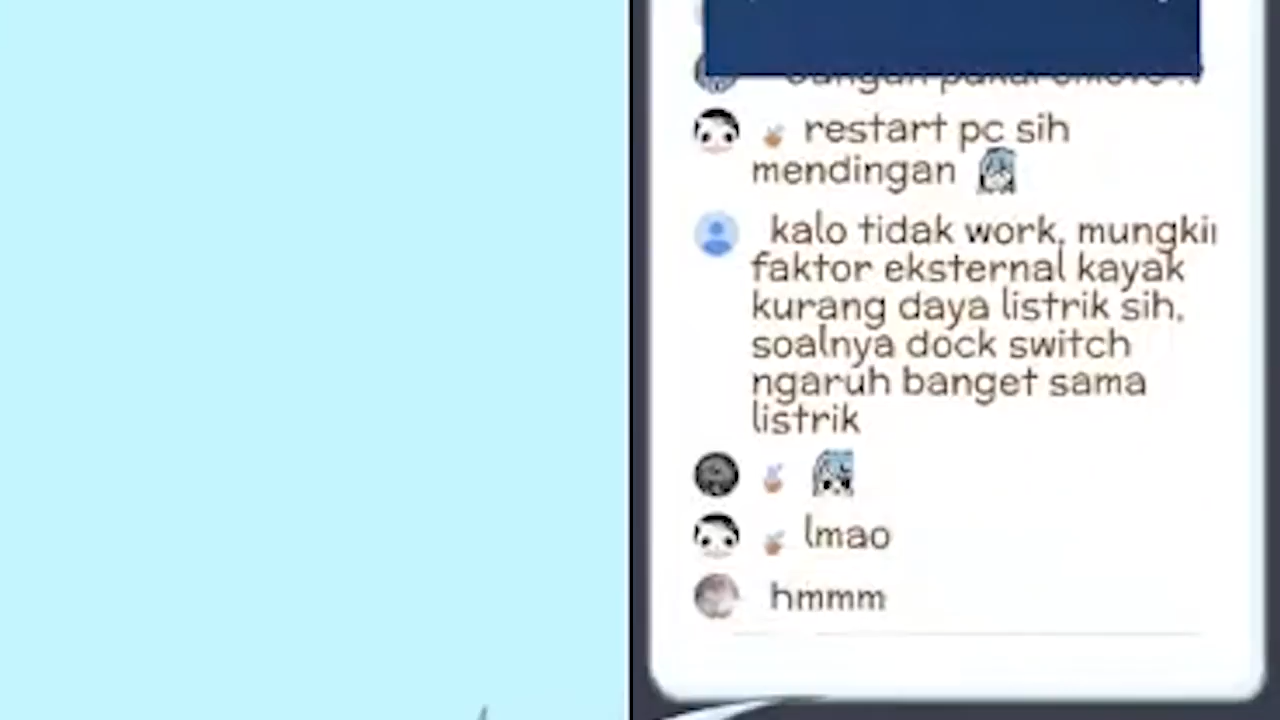 restart pc sih
mendingan
kalo tidak work, mungkin
faktor eksternal kayak
kurang daya listrik sih,
soalnya dock switch
ngaruh banget sama
listrik
lmao
hmmm